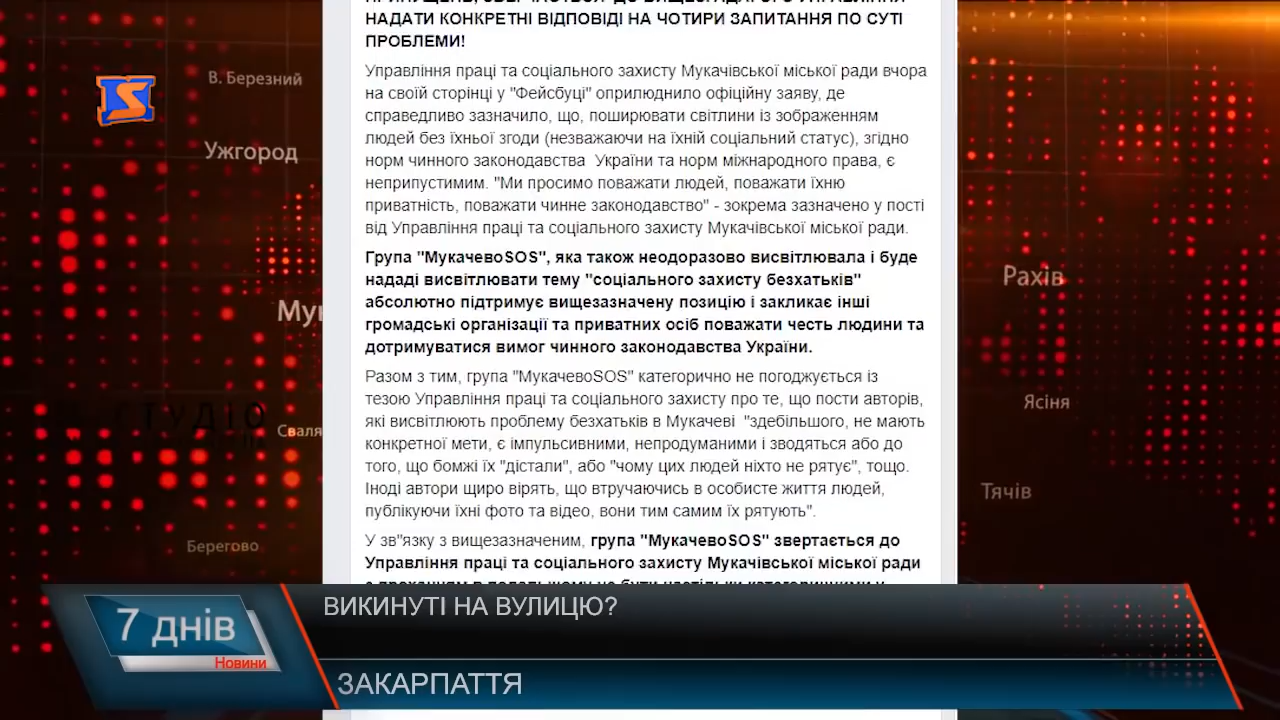 НАДАТИ КОНКРЕТНІ ВІДПОВІДІ НА ЧОТИРИ ЗАПИТАННЯ ПО СУТІ
ПРОБЛЕМИ!
Управління праці та соціального захисту Мукачівської міської ради вчора
на своїй сторінці у "Фейсбуці" оприлюднило офіційну заяву, де
справедливо зазначило, що, поширювати світлини із зображенням
людей без їхньої згоди (незважаючи на їхній соціальний статус), згідно
норм чинного законодавства України та норм міжнародного права, є
неприпустимим. "Ми просимо поважати людей, поважати їхню
приватність, поважати чинне законодавство" - зокрема зазначено у пості
від Управління праці та соціального захисту Мукачівської міської ради.
Група "МукачевоSOS", яка також неодоразово висвітлювала і буде
нададі висвітлювати тему "соціального захисту безхатьків"
абсолютно підтримує вищезазначену позицію і закликає інші
громадські організації та приватних осіб поважати честь людини та
дотримуватися вимог чинного законодавства України.
Разом з тим, група "МукачевоSOS" категорично не погоджується із
тезою Управління праці та соціального захисту про те, що пости авторів,
які висвітлюють проблему безхатьків в Мукачеві "здебільшого, не мають
конкретної мети, є імпульсивними, непродуманими і зводяться або до
того, що бомжі їх "дістали", або "чому цих людей ніхто не рятує", тощо.
Іноді автори щиро вірять, що втручаючись в особисте життя людей,
публікуючи їхні фото та відео, вони тим самим їх рятують".
У зв"язку з вищезазначеним, група "МукачевоSOS" звертається до
Управління праці та соціального захисту Мукачівської міської ради
В. Березний
Ужгород
Мук
СТУДІО
Сваля
Берегово
Рахів
Ясіня
Тячів
7 днів
Новини
ВИКИНУТІ НА ВУЛИЦЮ?
ЗАКАРПАТТЯ